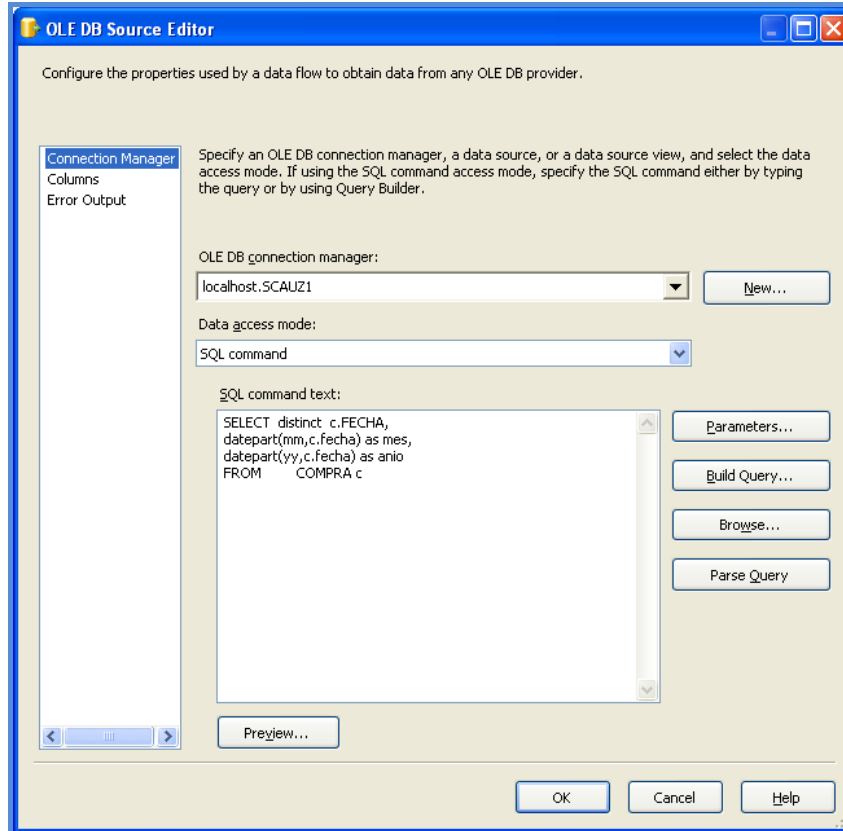 OLE DB Source Editor
Configure the properties used by a data flow to obtain data from any OLE DB provider.
Connection Manager
Columns
Error Output
Specify an OLE DB connection manager, a data source, or a data source view, and select the data
access mode. If using the SQL command access mode, specify the SQL command either by typing
the query or by using Query Builder.
OLE DB connection manager:
localhost.SCAUZ1
New...
Data access mode:
SQL command
SQL command text:
SELECT distinct c.FECHA,
datepart(mm,c.fecha) as mes,
datepart(yy,c.fecha) as anio
FROM COMPRA c
Parameters...
Build Query...
Browse...
Parse Query
Preview...
OK
Cancel
Help